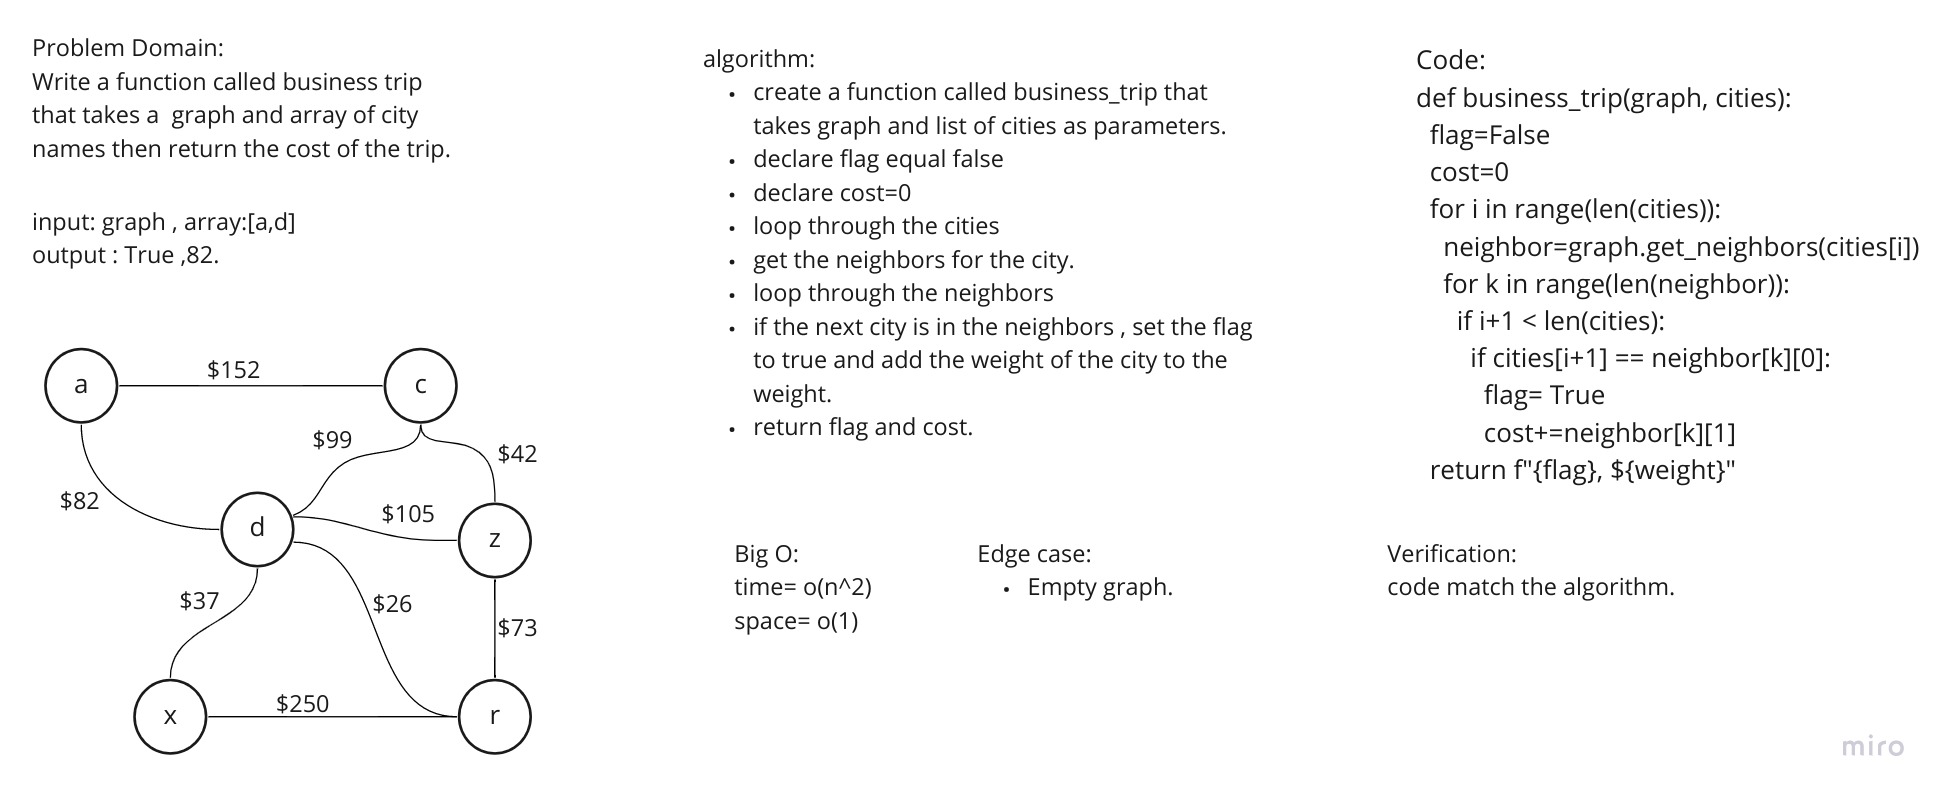 Problem Domain:
Write a function called business trip
that takes a  graph and array of city
names then return the cost of the trip.
input: graph , array:[a,d]
output : True ,82.
a
$152
c
$99
$42
$82
d
$105
z
$37
$26
$73
x
$250
r
algorithm:
• create a function called business_trip that
takes graph and list of cities as parameters.
• declare flag equal false
• declare cost=0
• loop through the cities
• get the neighbors for the city.
• loop through the neighbors
• if the next city is in the neighbors , set the flag
to true and add the weight of the city to the
weight.
• return flag and cost.
Big O:
time= o(n^2)
space= o(1)
Edge case:
• Empty graph.
Code:
def business_trip(graph, cities):
flag=False
cost=0
for i in range(len(cities)):
neighbor=graph.get_neighbors(cities[i])
for k in range(len(neighbor)):
if i+1 < len(cities):
if cities[i+1] == neighbor[k][0]:
flag= True
cost+=neighbor[k][1]
return f"{flag}, ${weight}"
Verification:
code match the algorithm.
miro